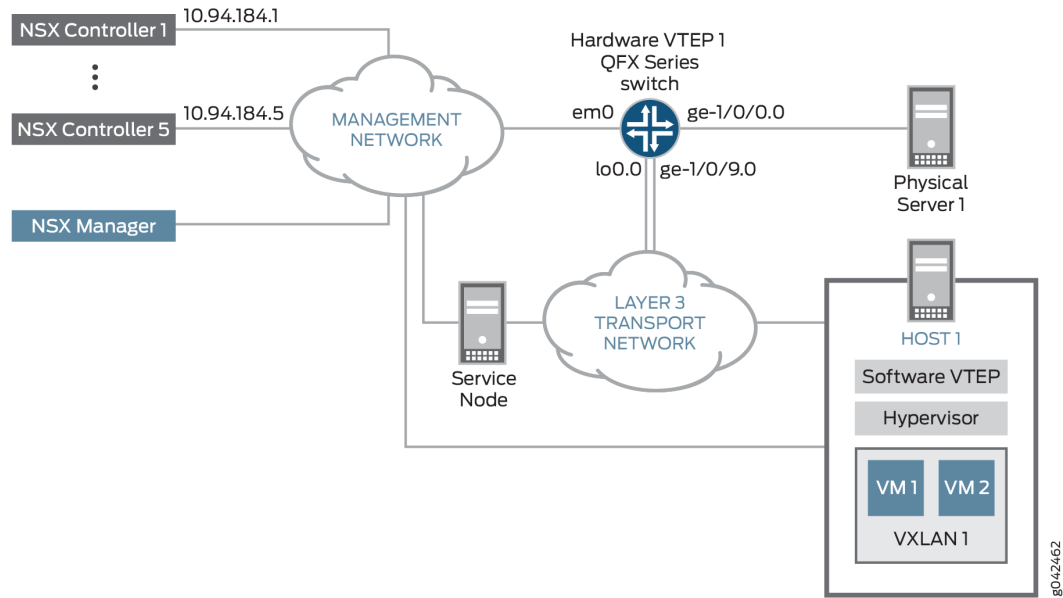 NSX Controller 1
10.94.184.1
NSX Controller 5
10.94.184.5
NSX Manager
MANAGEMENT
NETWORK
Hardware VTEP 1
QFX Series
switch
em0
ge-1/0/0.0
lo0.0
ge-1/0/9.0
Physical
Server 1
Service
Node
LAYER 3
TRANSPORT
NETWORK
HOST 1
Software VTEP
Hypervisor
VM 1
VM 2
VXLAN 1
g042462